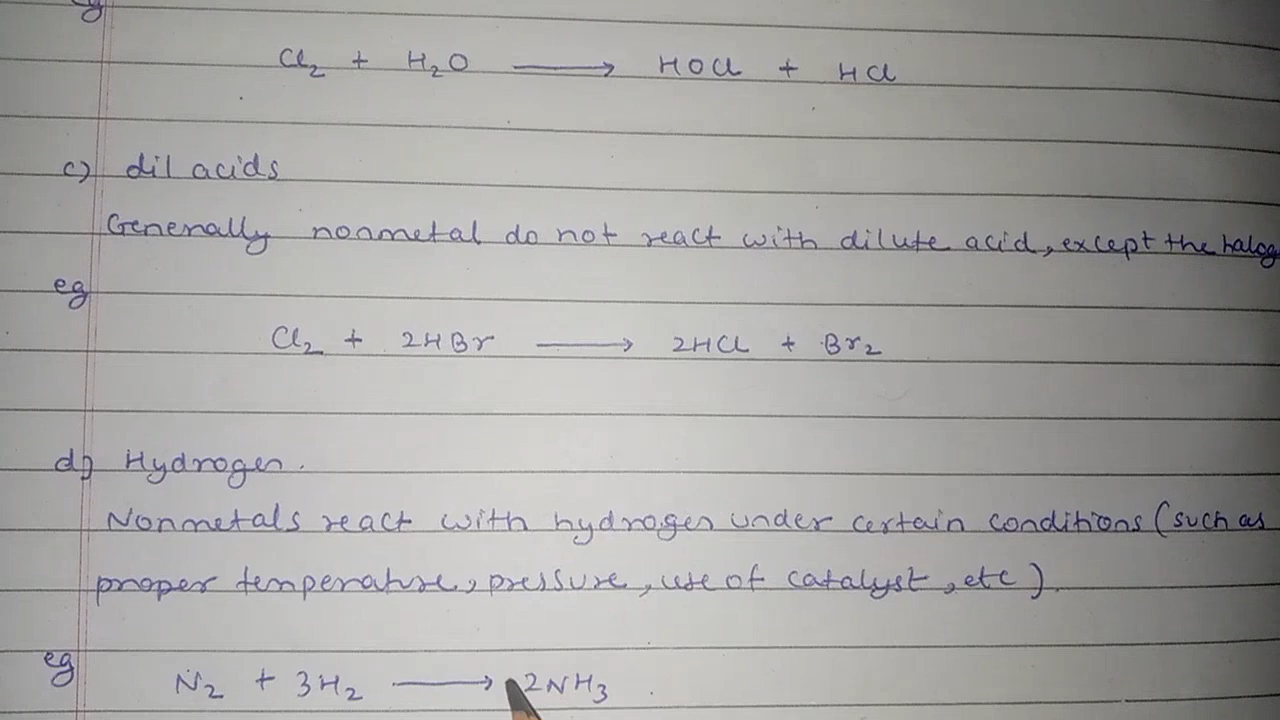 Cl₂ + H₂O ⟶ HOCl + HCl
c) dil acids
Generally nonmetal do not react with dilute acid, except the halog
eg
Cl₂ + 2HBr ⟶ 2HCl + Br₂
d) Hydrogen.
Nonmetals react with hydrogen under certain conditions (such as
proper temperature, pressure, use of catalyst, etc).
eg
N₂ + 3H₂ ⟶ 2NH₃.